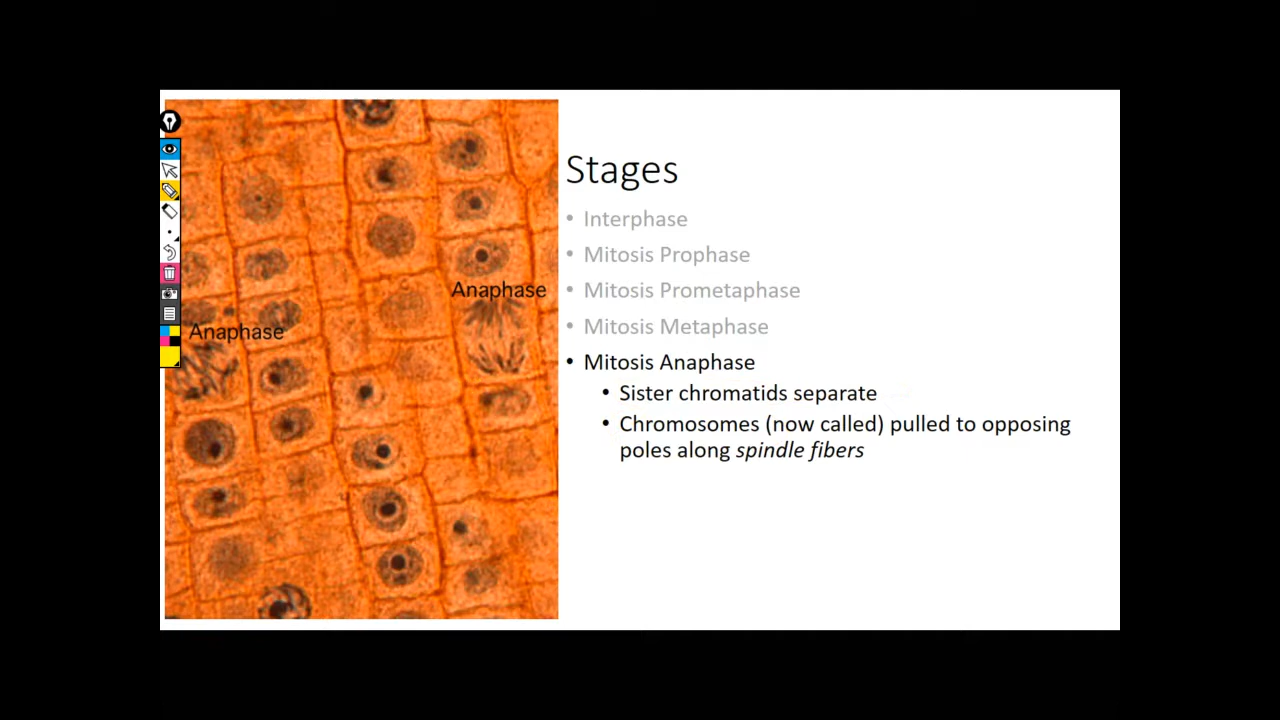 Stages
• Interphase
• Mitosis Prophase
• Mitosis Prometaphase
• Mitosis Metaphase
• Mitosis Anaphase
• Sister chromatids separate
• Chromosomes (now called) pulled to opposing
poles along spindle fibers
Anaphase
Anaphase